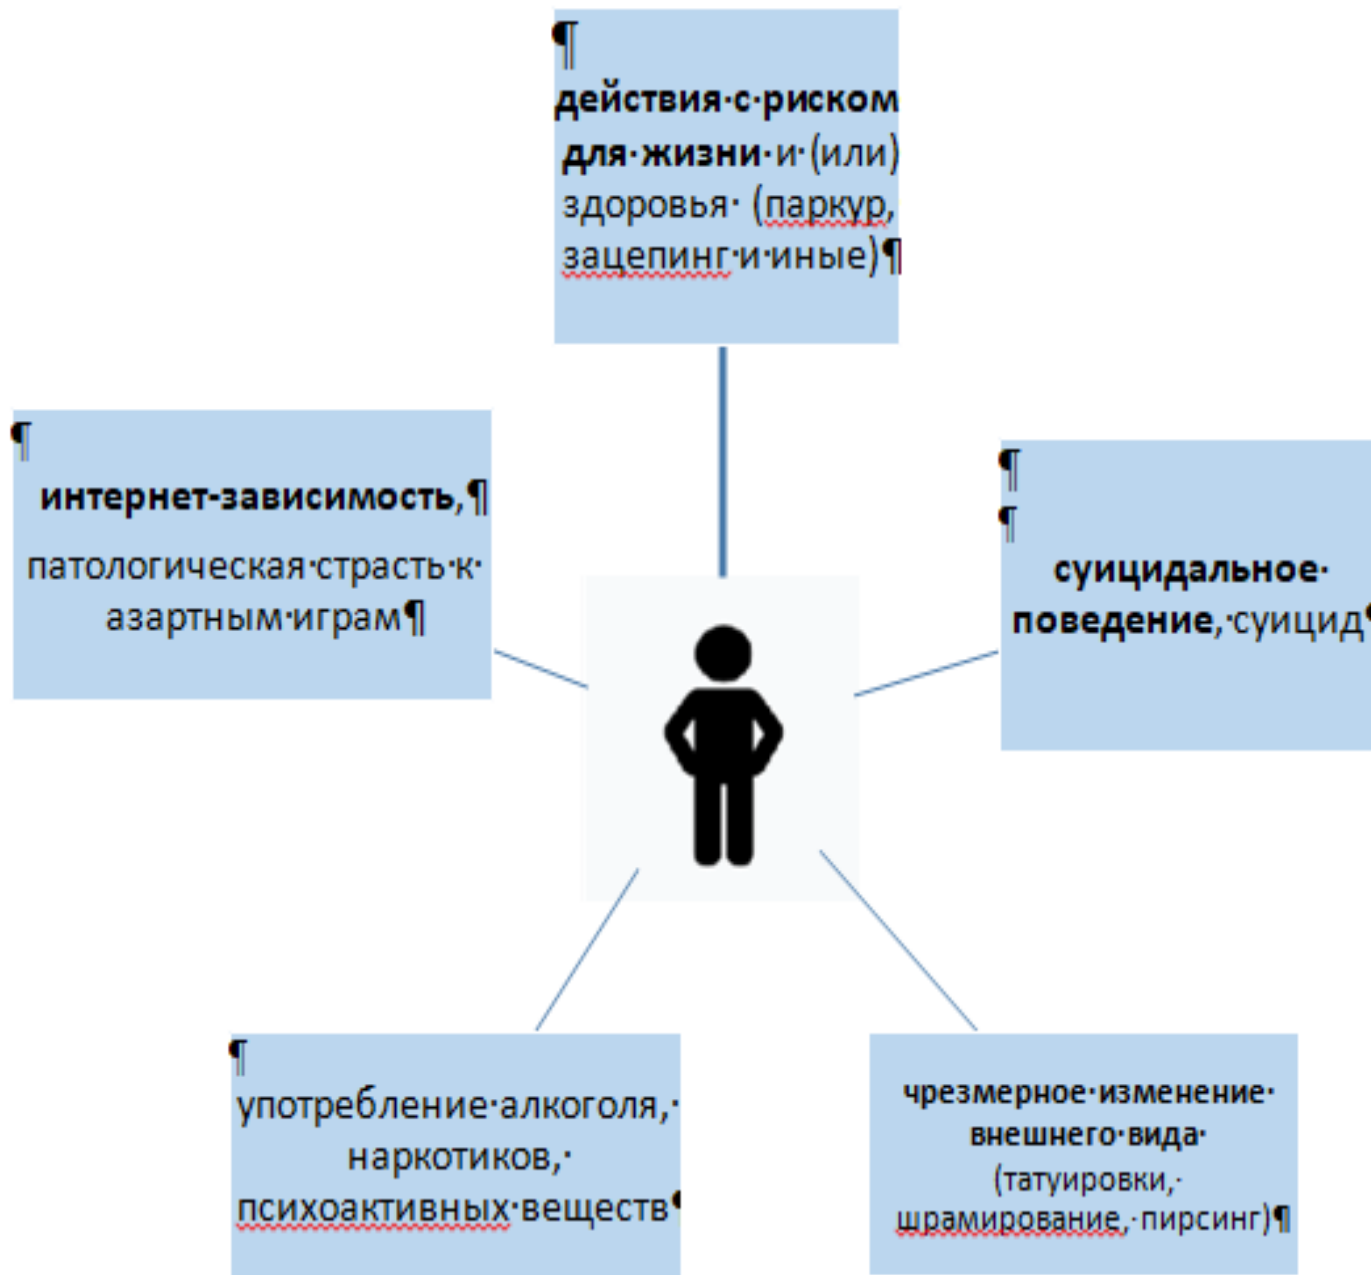 действия с риском
для жизни и (или)
здоровья (паркур,
зацепинг и иные)
интернет-зависимость,
патологическая страсть к
азартным играм
суицидальное
поведение, суицид
употребление алкоголя,
наркотиков,
психоактивных веществ
чрезмерное изменение
внешнего вида
(татуировки,
шрамирование, пирсинг)